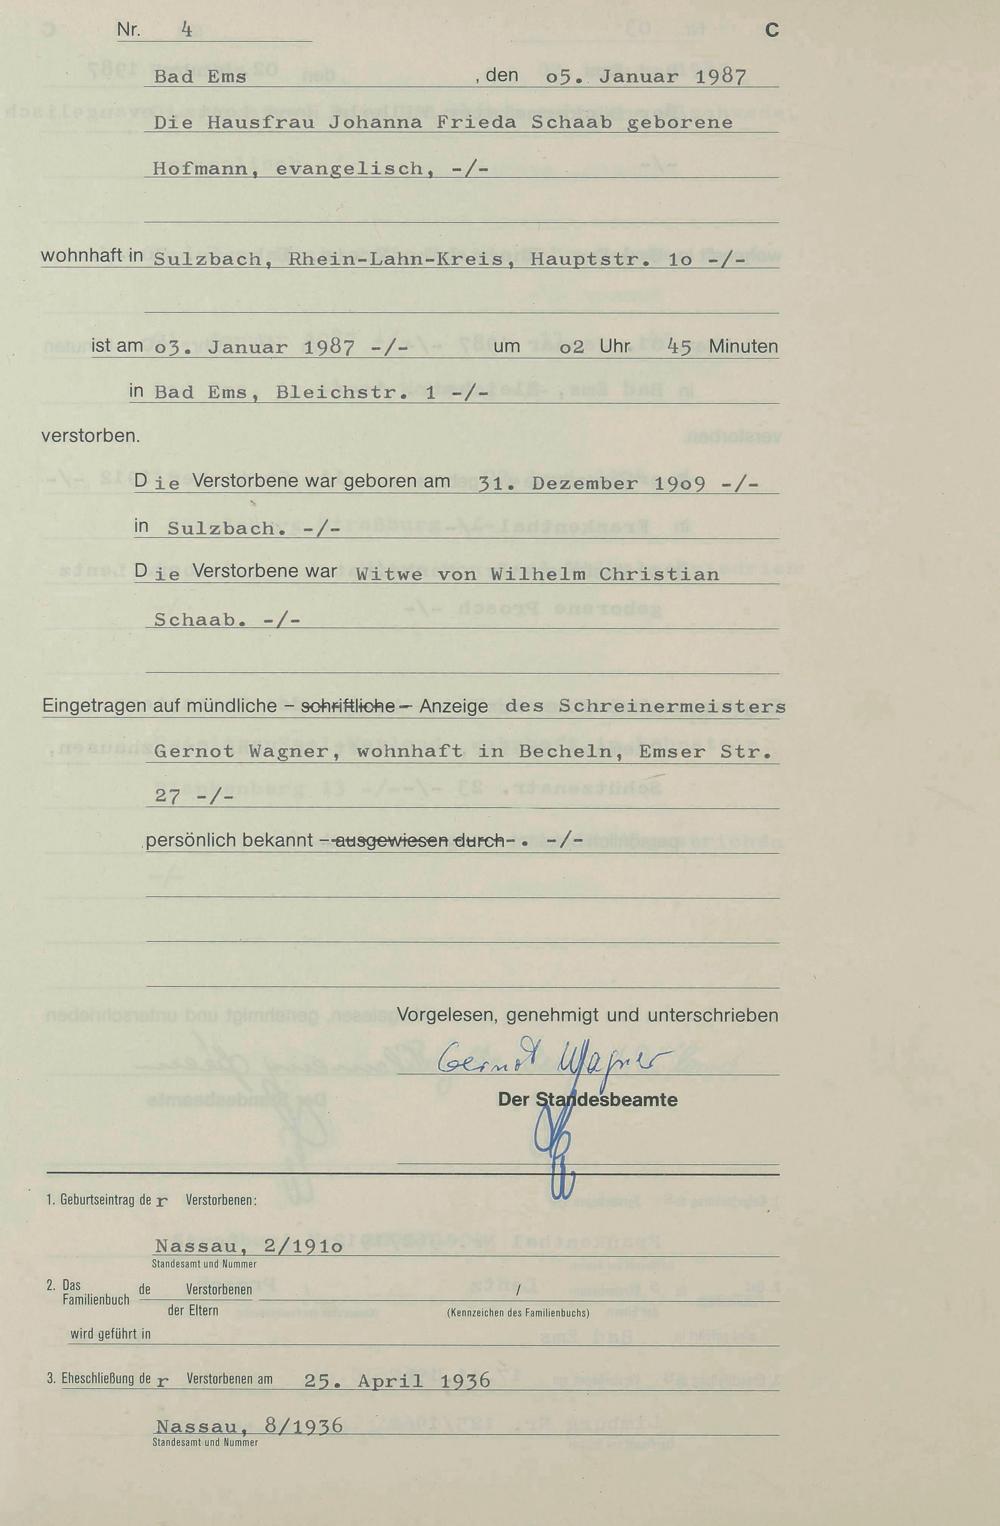 Nr. 4 C
Bad Ems , den o5. Januar 1987
Die Hausfrau Johanna Frieda Schaab geborene
Hofmann, evangelisch, -/-
wohnhaft in Sulzbach, Rhein-Lahn-Kreis, Hauptstr. 1o -/-
ist am o3. Januar 1987 -/- um o2 Uhr 45 Minuten
in Bad Ems, Bleichstr. 1 -/-
verstorben.
Die Verstorbene war geboren am 31. Dezember 19o9 -/-
in Sulzbach. -/-
Die Verstorbene war Witwe von Wilhelm Christian
Schaab. -/-
Eingetragen auf mündliche – schriftliche – Anzeige des Schreinermeisters
Gernot Wagner, wohnhaft in Becheln, Emser Str.
27 -/-
persönlich bekannt – ausgewiesen durch – . -/-
Vorgelesen, genehmigt und unterschrieben
Gernot Wagner
Der Standesbeamte
1. Geburtseintrag der Verstorbenen:
Nassau, 2/191o
Standesamt und Nummer
2. Das Familienbuch de Verstorbenen /
der Eltern (Kennzeichen des Familienbuchs)
wird geführt in
3. Eheschließung der Verstorbenen am 25. April 1936
Nassau, 8/1936
Standesamt und Nummer